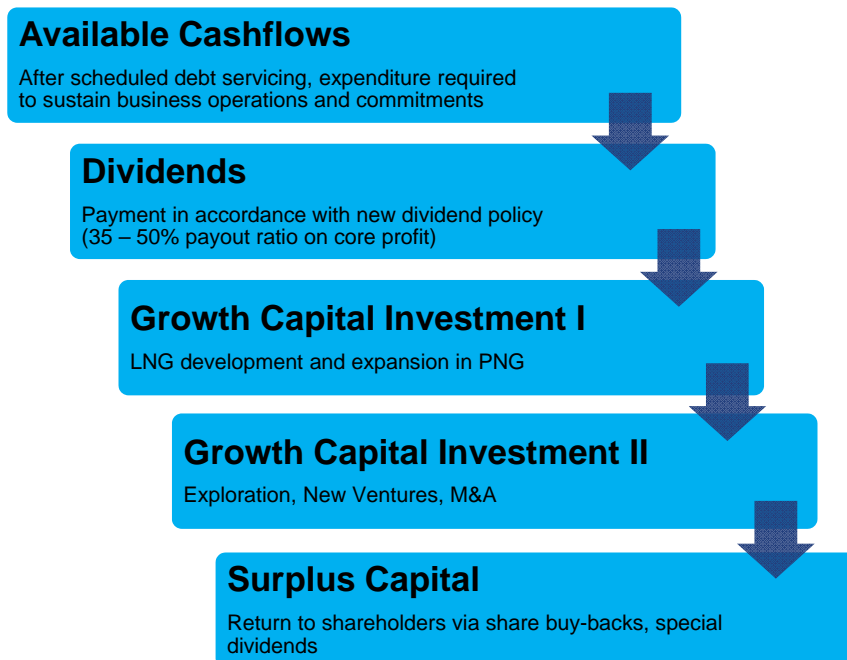 Available Cashflows
After scheduled debt servicing, expenditure required
to sustain business operations and commitments
Dividends
Payment in accordance with new dividend policy
(35 – 50% payout ratio on core profit)
Growth Capital Investment I
LNG development and expansion in PNG
Growth Capital Investment II
Exploration, New Ventures, M&A
Surplus Capital
Return to shareholders via share buy-backs, special
dividends